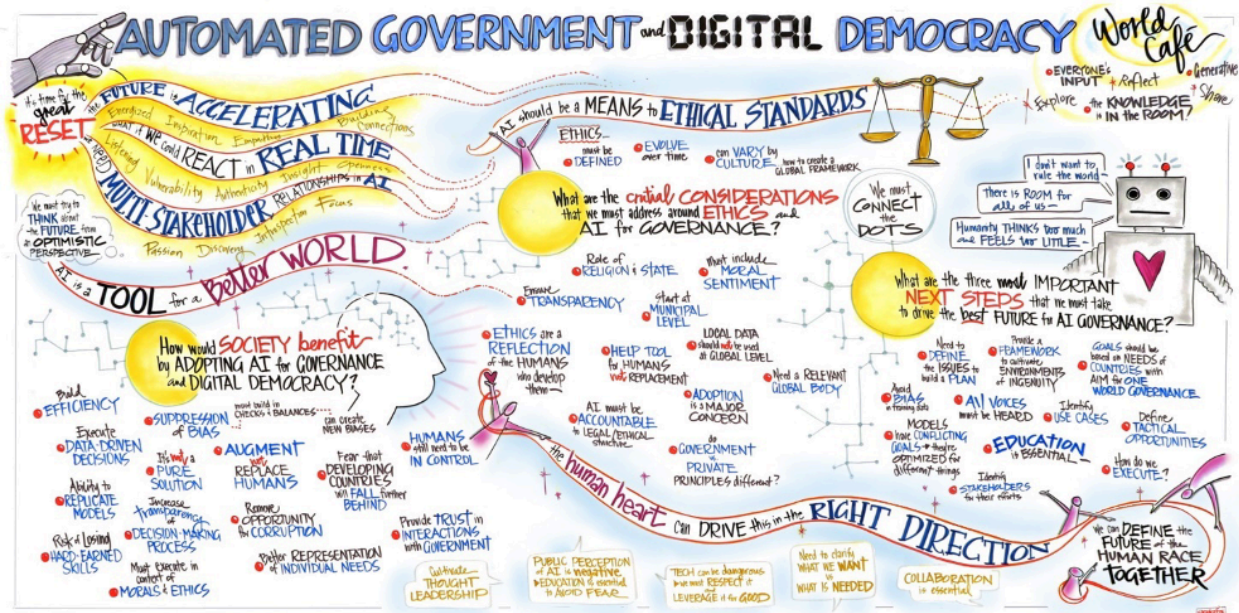 AUTOMATED GOVERNMENT and DIGITAL DEMOCRACY
World
Café
• EVERYONE'S
INPUT
• Reflect
• Generative
• Explore
• the KNOWLEDGE
IS IN THE ROOM?
• Share
it's time for the
great
RESET
the FUTURE is ACCELERATING
Energized Inspiration Empathy Building
Connections
what if we could REACT in REAL TIME
Listening Vulnerability Authenticity Insight Openness
we NEED MULTI-STAKEHOLDER RELATIONSHIPS in AI
Passion Discovery Introspection Focus
We must try to
THINK about
the FUTURE from
an OPTIMISTIC
PERSPECTIVE
AI is a TOOL for a Better WORLD
AI should be a MEANS to ETHICAL STANDARDS
ETHICS
must be
DEFINED
EVOLVE
over time
can VARY by
CULTURE
how to create a
GLOBAL FRAMEWORK
What are the critical CONSIDERATIONS
that we must address around ETHICS and
AI for GOVERNANCE?
We must
CONNECT
the
DOTS
I don't want to
rule the world
There is ROOM for
all of us
Humanity THINKS too much
and FEELS too LITTLE
Role of
RELIGION & STATE
Must include
MORAL
SENTIMENT
Ensure
TRANSPARENCY
Start at
MUNICIPAL
LEVEL
ETHICS are a
REFLECTION
of the HUMANS
who develop
them
HELP TOOL
for HUMANS
not REPLACEMENT
LOCAL DATA
should not be used
at GLOBAL LEVEL
Need a RELEVANT
GLOBAL BODY
ADOPTION
is a MAJOR
CONCERN
AI must be
ACCOUNTABLE
to LEGAL/ETHICAL
structure
do
GOVERNMENT
vs
PRIVATE
PRINCIPLES different?
How would SOCIETY benefit
by ADOPTING AI for GOVERNANCE
and DIGITAL DEMOCRACY?
Build
EFFICIENCY
SUPPRESSION
of BIAS
must build in
CHECKS & BALANCES
can create
NEW BIASES
Execute
DATA-DRIVEN
DECISIONS
It's not a
PURE
SOLUTION
AUGMENT
not
REPLACE
HUMANS
Fear that
DEVELOPING
COUNTRIES
will FALL further
BEHIND
HUMANS
still need to be
IN CONTROL
Ability to
REPLICATE
MODELS
Increase
transparency
of
DECISION-MAKING
PROCESS
Remove
OPPORTUNITY
for CORRUPTION
Provide TRUST in
INTERACTIONS
with GOVERNMENT
Risk of Losing
HARD-EARNED
SKILLS
Better REPRESENTATION
of INDIVIDUAL NEEDS
Must execute in
context of
MORALS & ETHICS
What are the three most IMPORTANT
NEXT STEPS that we must take
to drive the best FUTURE for AI GOVERNANCE?
Need to
DEFINE
the ISSUES to
build a PLAN
Provide a
FRAMEWORK
to cultivate
ENVIRONMENTS
of INGENUITY
GOALS should be
based on NEEDS of
COUNTRIES with
AIM for ONE
WORLD GOVERNANCE
Avoid
BIAS
in training data
All VOICES
must be HEARD
Identify
USE CASES
Define
TACTICAL
OPPORTUNITIES
MODELS
have CONFLICTING
GOALS they're
OPTIMIZED for
different things
EDUCATION
is ESSENTIAL
How do we
EXECUTE?
Identify
STAKEHOLDERS
for their efforts
the human heart can DRIVE this in the RIGHT DIRECTION
we can DEFINE the
FUTURE of the
HUMAN RACE
TOGETHER
Cultivate
THOUGHT
LEADERSHIP
PUBLIC PERCEPTION
of AI is negative
EDUCATION is essential
to AVOID FEAR
TECH can be dangerous
but must RESPECT it
and
LEVERAGE it for GOOD
Need to clarify
WHAT WE WANT
vs
WHAT IS NEEDED
COLLABORATION
is essential